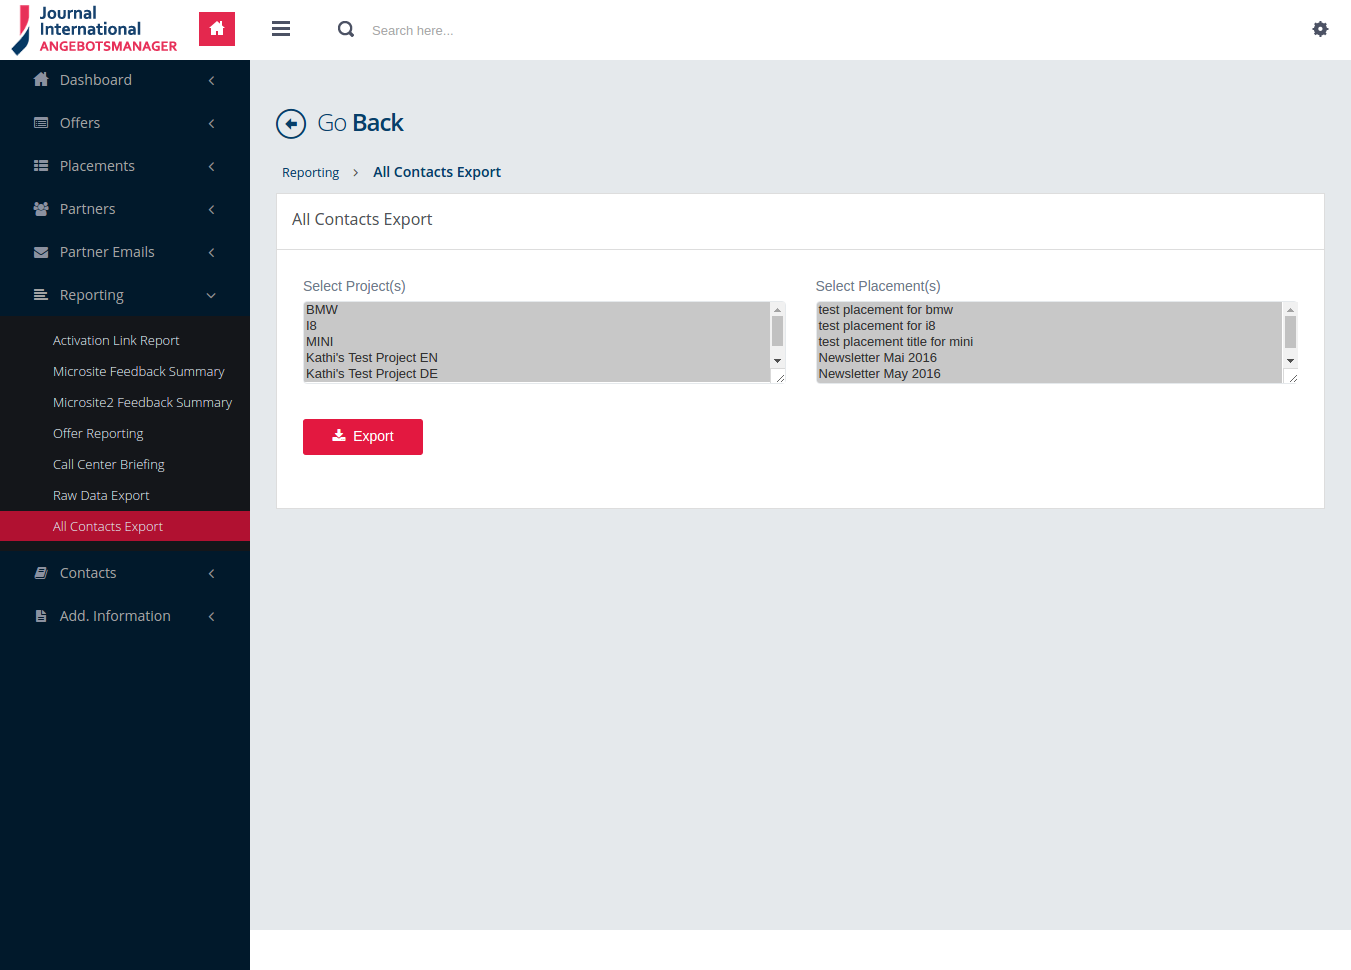 Journal
International
ANGEBOTSMANAGER
Search here...
Dashboard
Offers
Placements
Partners
Partner Emails
Reporting
Activation Link Report
Microsite Feedback Summary
Microsite2 Feedback Summary
Offer Reporting
Call Center Briefing
Raw Data Export
All Contacts Export
Contacts
Add. Information
Go Back
Reporting > All Contacts Export
All Contacts Export
Select Project(s)
BMW
I8
MINI
Kathi's Test Project EN
Kathi's Test Project DE
Select Placement(s)
test placement for bmw
test placement for i8
test placement title for mini
Newsletter Mai 2016
Newsletter May 2016
Export